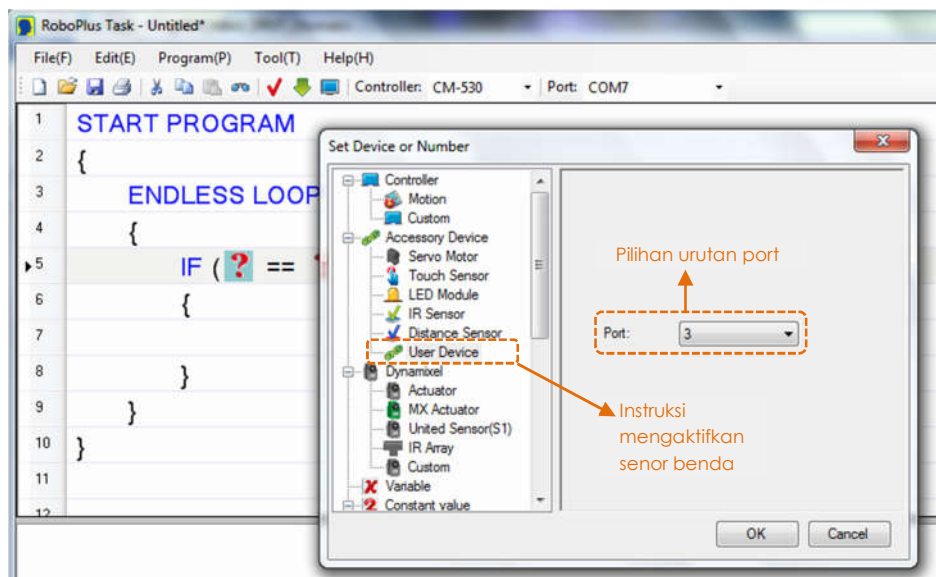 RoboPlus Task - Untitled*
File(F) Edit(E) Program(P) Tool(T) Help(H)
Controller: CM-530 Port: COM7
1 START PROGRAM
2 {
3 ENDLESS LOOP
4 {
5 IF ( ? ==
6 {
7
8 }
9 }
10 }
11
12
Set Device or Number
Controller
Motion
Custom
Accessory Device
Servo Motor
Touch Sensor
LED Module
IR Sensor
Distance Sensor
User Device
Dynamixel
Actuator
MX Actuator
United Sensor(S1)
IR Array
Custom
Variable
Constant value
Pilihan urutan port
Port: 3
Instruksi
mengaktifkan
senor benda
OK Cancel